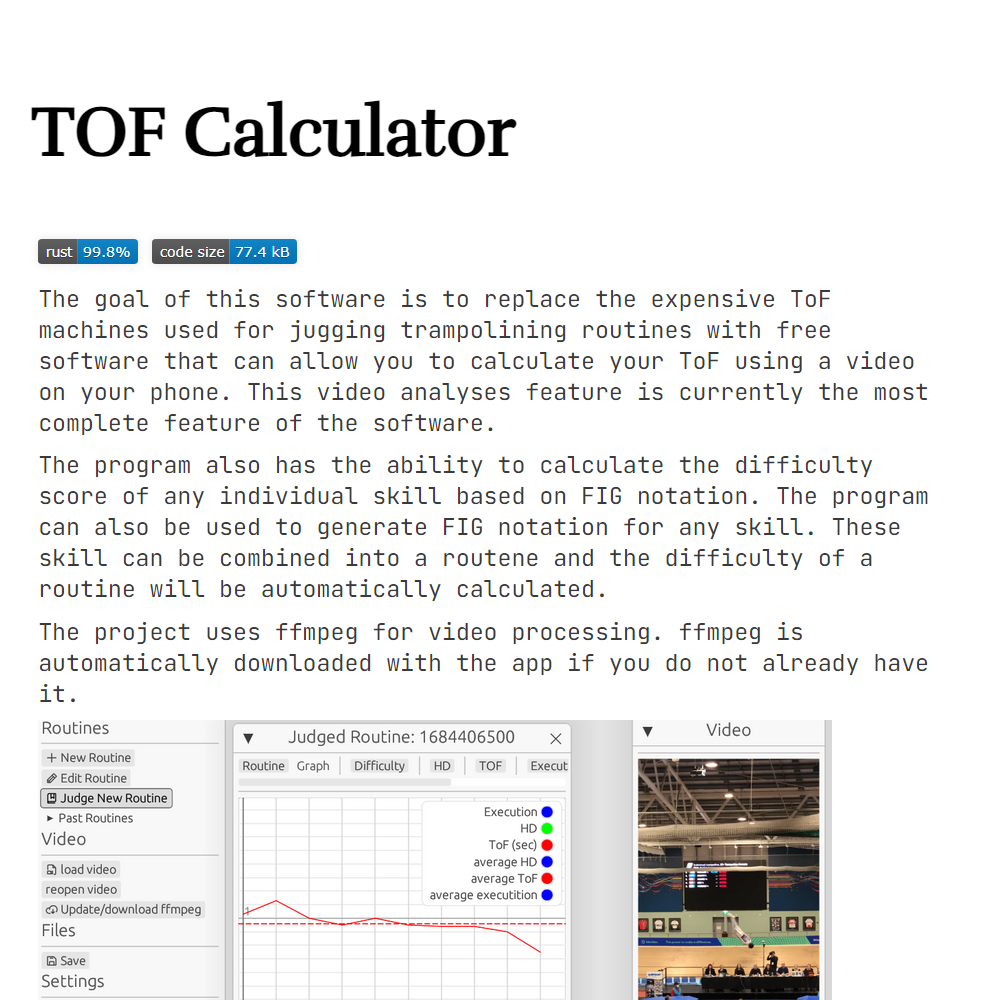 TOF Calculator
rust 99.8% code size 77.4 kB
The goal of this software is to replace the expensive ToF
machines used for jugging trampolining routines with free
software that can allow you to calculate your ToF using a video
on your phone. This video analyses feature is currently the most
complete feature of the software.
The program also has the ability to calculate the difficulty
score of any individual skill based on FIG notation. The program
can also be used to generate FIG notation for any skill. These
skill can be combined into a routene and the difficulty of a
routine will be automatically calculated.
The project uses ffmpeg for video processing. ffmpeg is
automatically downloaded with the app if you do not already have
it.
Routines
+ New Routine
Edit Routine
Judge New Routine
Past Routines
Video
load video
reopen video
Update/download ffmpeg
Files
Save
Settings
Judged Routine: 1684406500
Routine Graph Difficulty HD TOF Execut
Execution
HD
ToF (sec)
average HD
average ToF
average executition
1
Video